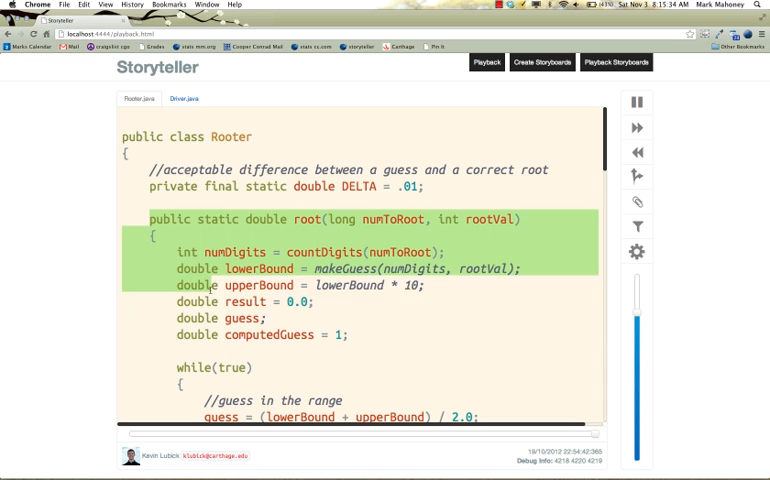 Chrome File Edit View History Bookmarks Window Help Sat Nov 3 8:15:34 AM Mark Mahoney
Storyteller
localhost:4444/playback.html
Marks Calendar Mail craigslist cpo Grades stats mm.org Cooper Conrad Mail stats sc.com storyteller Carthage Pin It Other Bookmarks
Storyteller
Playback Create Storyboards Playback Storyboards
Rooter.java Driver.java
public class Rooter
{
//acceptable difference between a guess and a correct root
private final static double DELTA = .01;
public static double root(long numToRoot, int rootVal)
{
int numDigits = countDigits(numToRoot);
double lowerBound = makeGuess(numDigits, rootVal);
double upperBound = lowerBound * 10;
double result = 0.0;
double guess;
double computedGuess = 1;
while(true)
{
//guess in the range
guess = (lowerBound + upperBound) / 2.0;
Kevin Lubick klubick@carthage.edu
19/10/2012 22:54:42:365
Debug Info: 4218 4220 4219